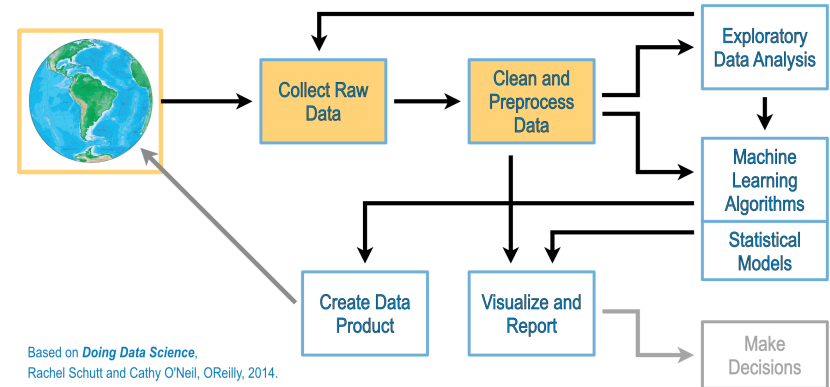 Exploratory
Data Analysis
Collect Raw
Data
Clean and
Preprocess
Data
Machine
Learning
Algorithms
Statistical
Models
Create Data
Product
Visualize and
Report
Make
Decisions
Based on Doing Data Science,
Rachel Schutt and Cathy O'Neil, OReilly, 2014.